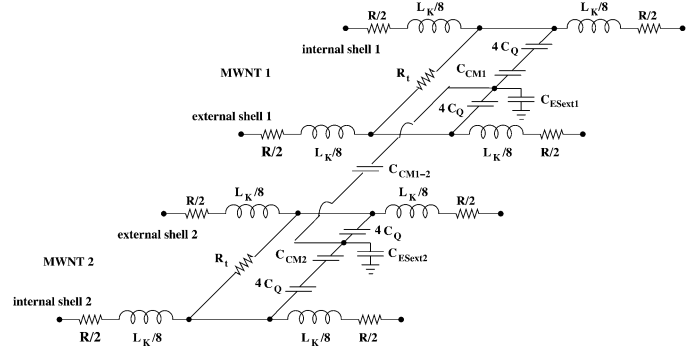 L_K/8 L_K/8
R/2 R/2
internal shell 1
4 C_Q
MWNT 1
R_t
C_CM1
4 C_Q
C_ESext1
external shell 1
R/2
L_K/8
L_K/8
R/2
C_CM1-2
R/2 L_K/8 L_K/8 R/2
external shell 2
4 C_Q
R_t
C_CM2
C_ESext2
MWNT 2
4 C_Q
internal shell 2
R/2 L_K/8 L_K/8 R/2